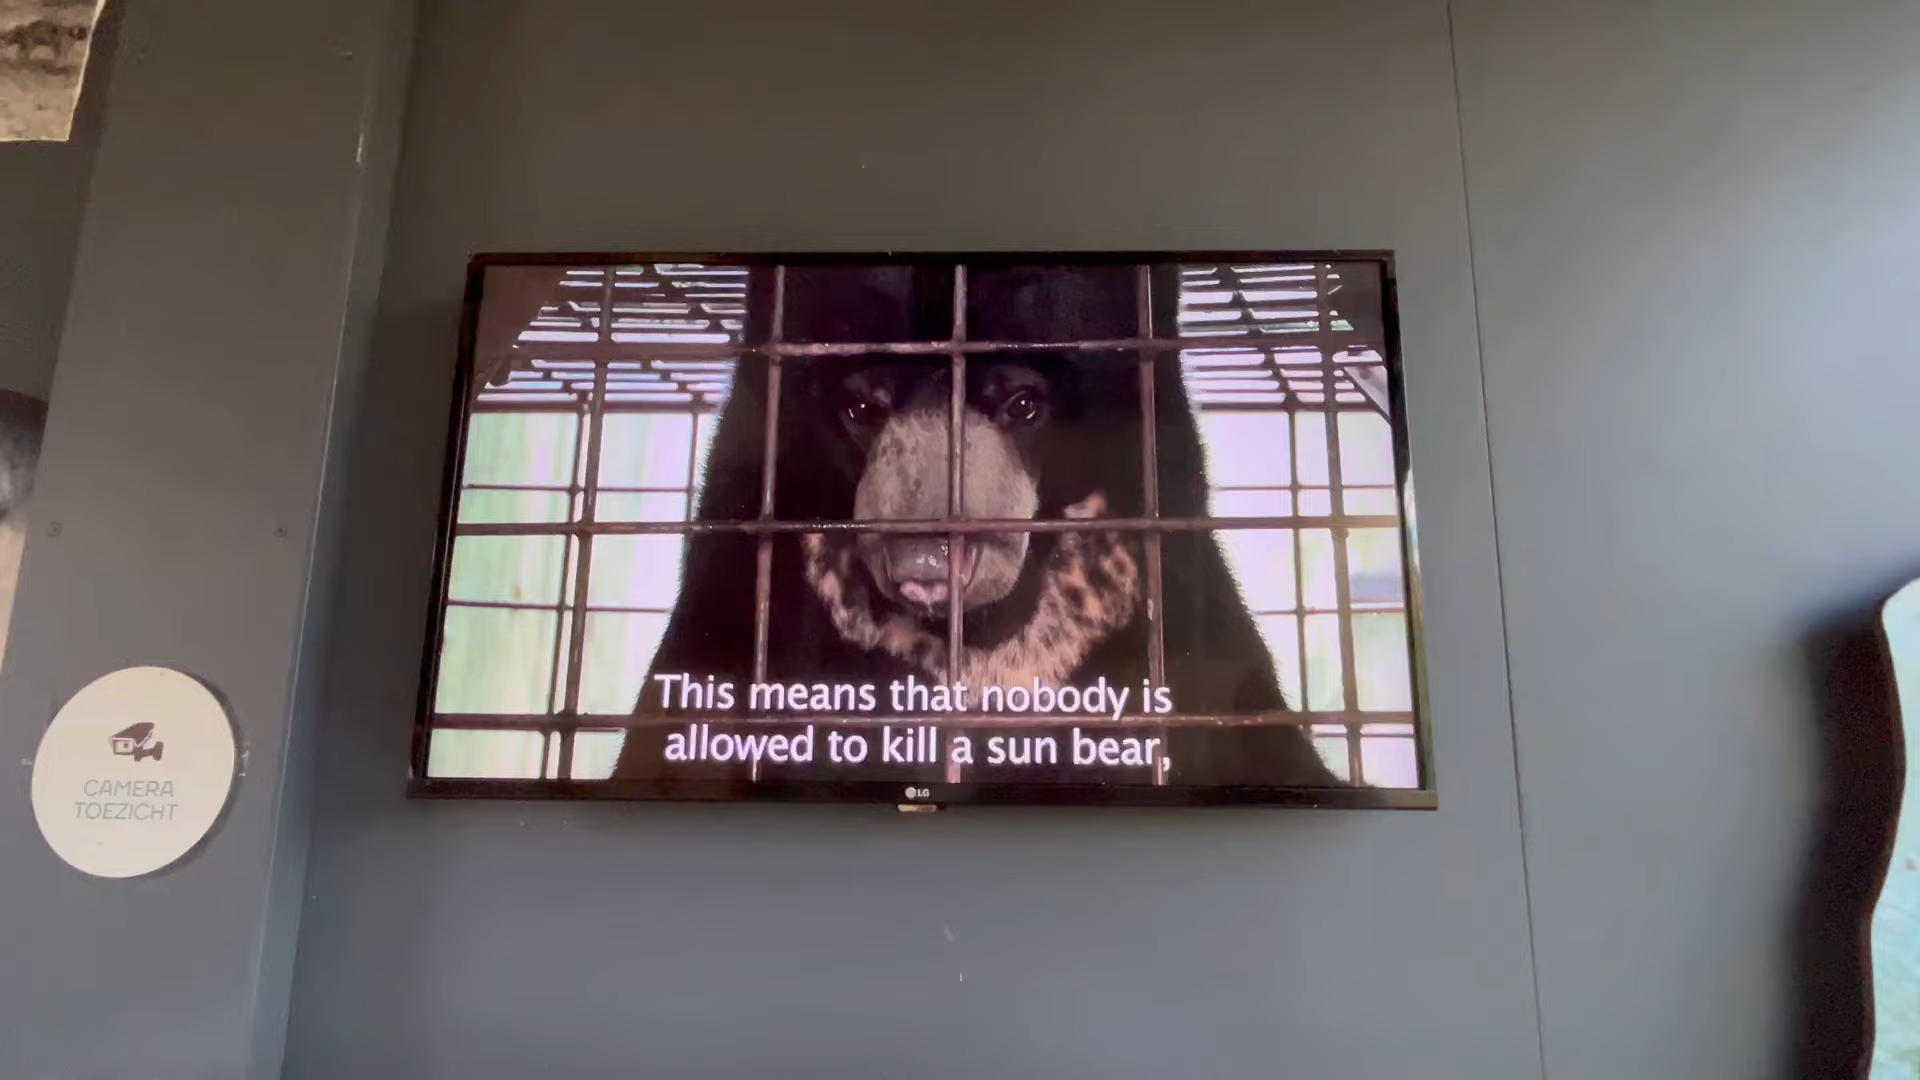 This means that nobody is
allowed to kill a sun bear,
LG
CAMERA
TOEZICHT